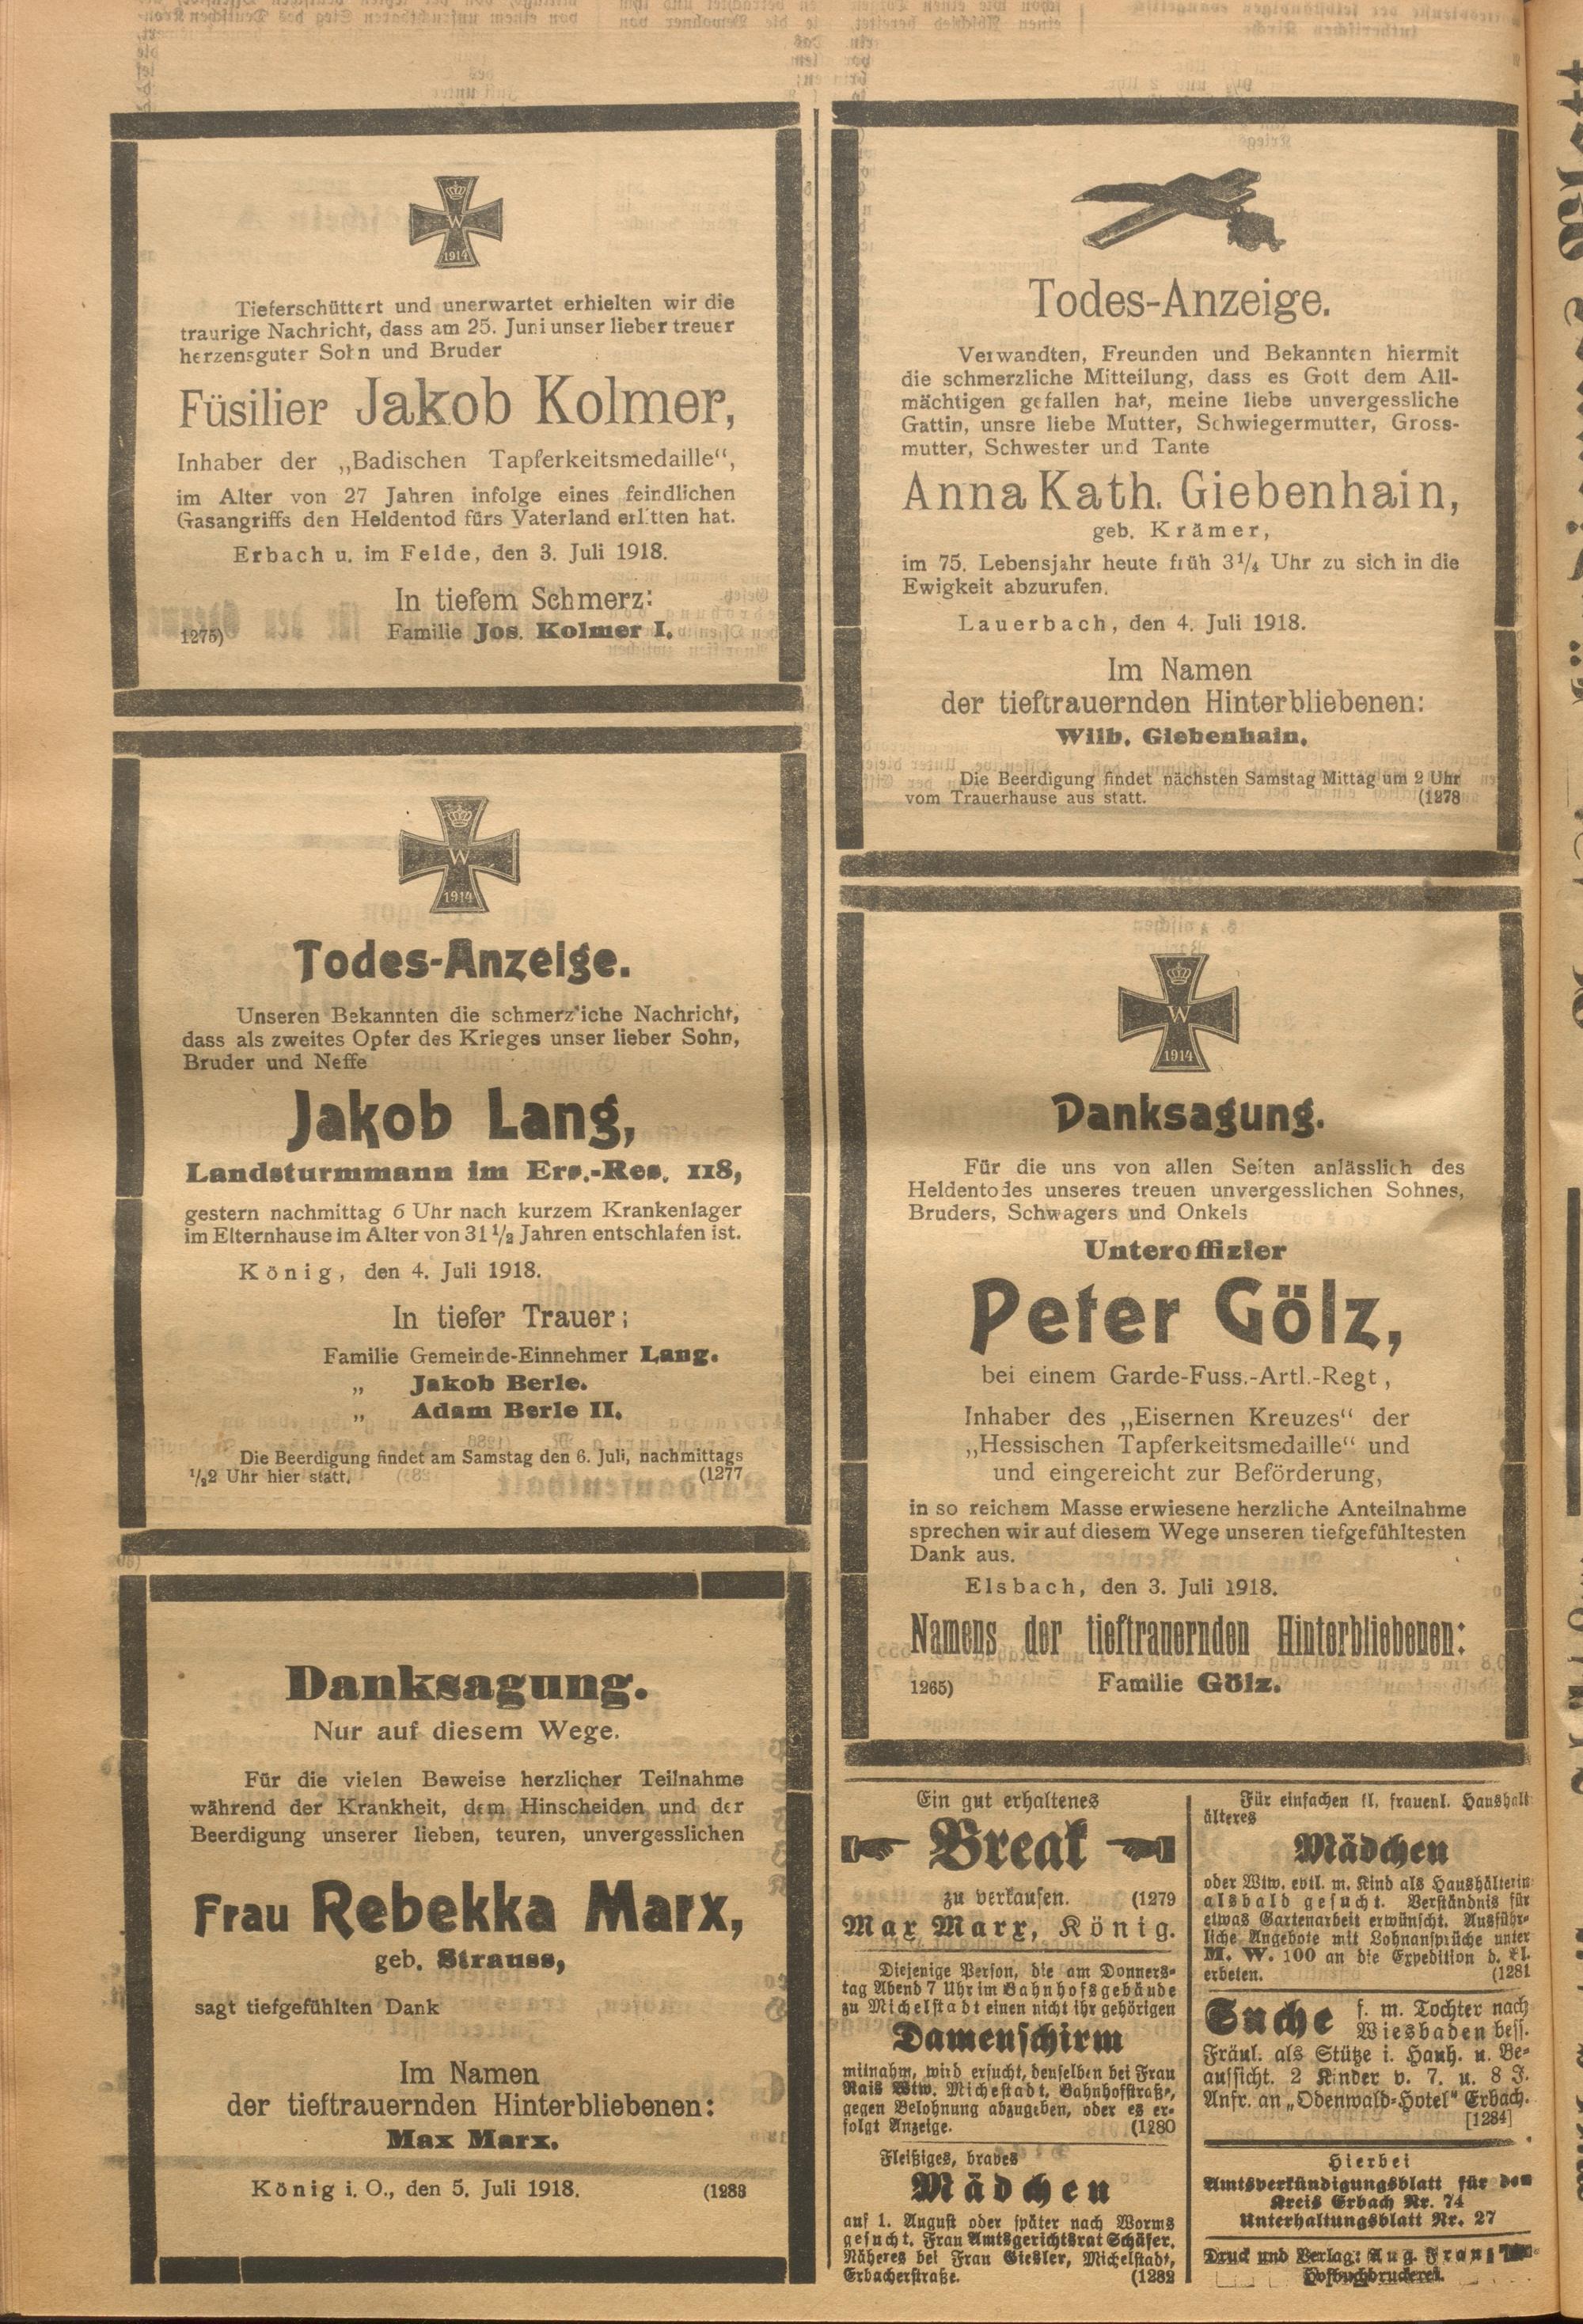 W
1914
Tieferschüttert und unerwartet erhielten wir die
traurige Nachricht, dass am 25. Juni unser lieber treuer
herzensguter Sohn und Bruder
Füsilier Jakob Kolmer,
Inhaber der „Badischen Tapferkeitsmedaille“,
im Alter von 27 Jahren infolge eines feindlichen
Gasangriffs den Heldentod fürs Vaterland erlitten hat.
Erbach u. im Felde, den 3. Juli 1918.
In tiefem Schmerz:
1275) Familie Jos. Kolmer I.
W
1914
Todes-Anzeige.
Unseren Bekannten die schmerz'iche Nachricht,
dass als zweites Opfer des Krieges unser lieber Sohn,
Bruder und Neffe
Jakob Lang,
Landsturmmann im Ers.-Res. 118,
gestern nachmittag 6 Uhr nach kurzem Krankenlager
im Elternhause im Alter von 31 1/2 Jahren entschlafen ist.
König, den 4. Juli 1918.
In tiefer Trauer:
Familie Gemeinde-Einnehmer Lang.
„ Jakob Berle.
„ Adam Berle II.
Die Beerdigung findet am Samstag den 6. Juli, nachmittags
1/22 Uhr hier statt. (1277
Danksagung.
Nur auf diesem Wege.
Für die vielen Beweise herzlicher Teilnahme
während der Krankheit, dem Hinscheiden und der
Beerdigung unserer lieben, teuren, unvergesslichen
Frau Rebekka Marx,
geb. Strauss,
sagt tiefgefühlten Dank
Im Namen
der tieftrauernden Hinterbliebenen:
Max Marx.
König i. O., den 5. Juli 1918. (1283
Todes-Anzeige.
Verwandten, Freunden und Bekannten hiermit
die schmerzliche Mitteilung, dass es Gott dem All-
mächtigen gefallen hat, meine liebe unvergessliche
Gattin, unsre liebe Mutter, Schwiegermutter, Gross-
mutter, Schwester und Tante
Anna Kath. Giebenhain,
geb. Krämer,
im 75. Lebensjahr heute früh 3 1/4 Uhr zu sich in die
Ewigkeit abzurufen.
Lauerbach, den 4. Juli 1918.
Im Namen
der tieftrauernden Hinterbliebenen:
Wilh. Giebenhain.
Die Beerdigung findet nächsten Samstag Mittag um 2 Uhr
vom Trauerhause aus statt. (1278
W
1914
Danksagung.
Für die uns von allen Seiten anlässlich des
Heldentodes unseres treuen unvergesslichen Sohnes,
Bruders, Schwagers und Onkels
Unteroffizier
Peter Gölz,
bei einem Garde-Fuss.-Artl.-Regt,
Inhaber des „Eisernen Kreuzes“ der
„Hessischen Tapferkeitsmedaille“ und
und eingereicht zur Beförderung,
in so reichem Masse erwiesene herzliche Anteilnahme
sprechen wir auf diesem Wege unseren tiefgefühltesten
Dank aus.
Elsbach, den 3. Juli 1918.
Namens der tieftrauernden Hinterbliebenen:
1265) Familie Gölz.
Ein gut erhaltenes
Break
zu verkaufen. (1279
Max Marx, König.
Diejenige Person, die am Donners-
tag Abend 7 Uhr im Bahnhofsgebäude
zu Michelstadt einen nicht ihr gehörigen
Damenschirm
mitnahm, wird ersucht, denselben bei Frau
Rais Wtw. Michestadt, Bahnhofstraße,
gegen Belohnung abzugeben, oder es er-
folgt Anzeige. (1280
Fleißiges, braves
Mädchen
auf 1. August oder später nach Worms
gesucht. Frau Amtsgerichtsrat Schäfer.
Näheres bei Frau Giesler, Michelstadt,
Erbacherstraße. (1282
Für einfachen kl. frauenl. Haushalt
älteres
Mädchen
oder Wtw. evtl. m. Kind als Haushälterin
alsbald gesucht. Verständnis für
etwas Gartenarbeit erwünscht. Ausführ-
liche Angebote mit Lohnansprüche unter
M. W. 100 an die Expedition d. Bl.
erbeten. (1281
Suche f. m. Tochter nach
Wiesbaden bess.
Fräul. als Stütze i. Haush. u. Be-
aufsicht. 2 Kinder v. 7. u. 8 J.
Anfr. an „Odenwald-Hotel“ Erbach.
[1284]
Hierbei
Amtsverkündigungsblatt für den
Kreis Erbach Nr. 74
Unterhaltungsblatt Nr. 27
Druck und Verlag: Aug. Franz
Hofbuchdruckerei.